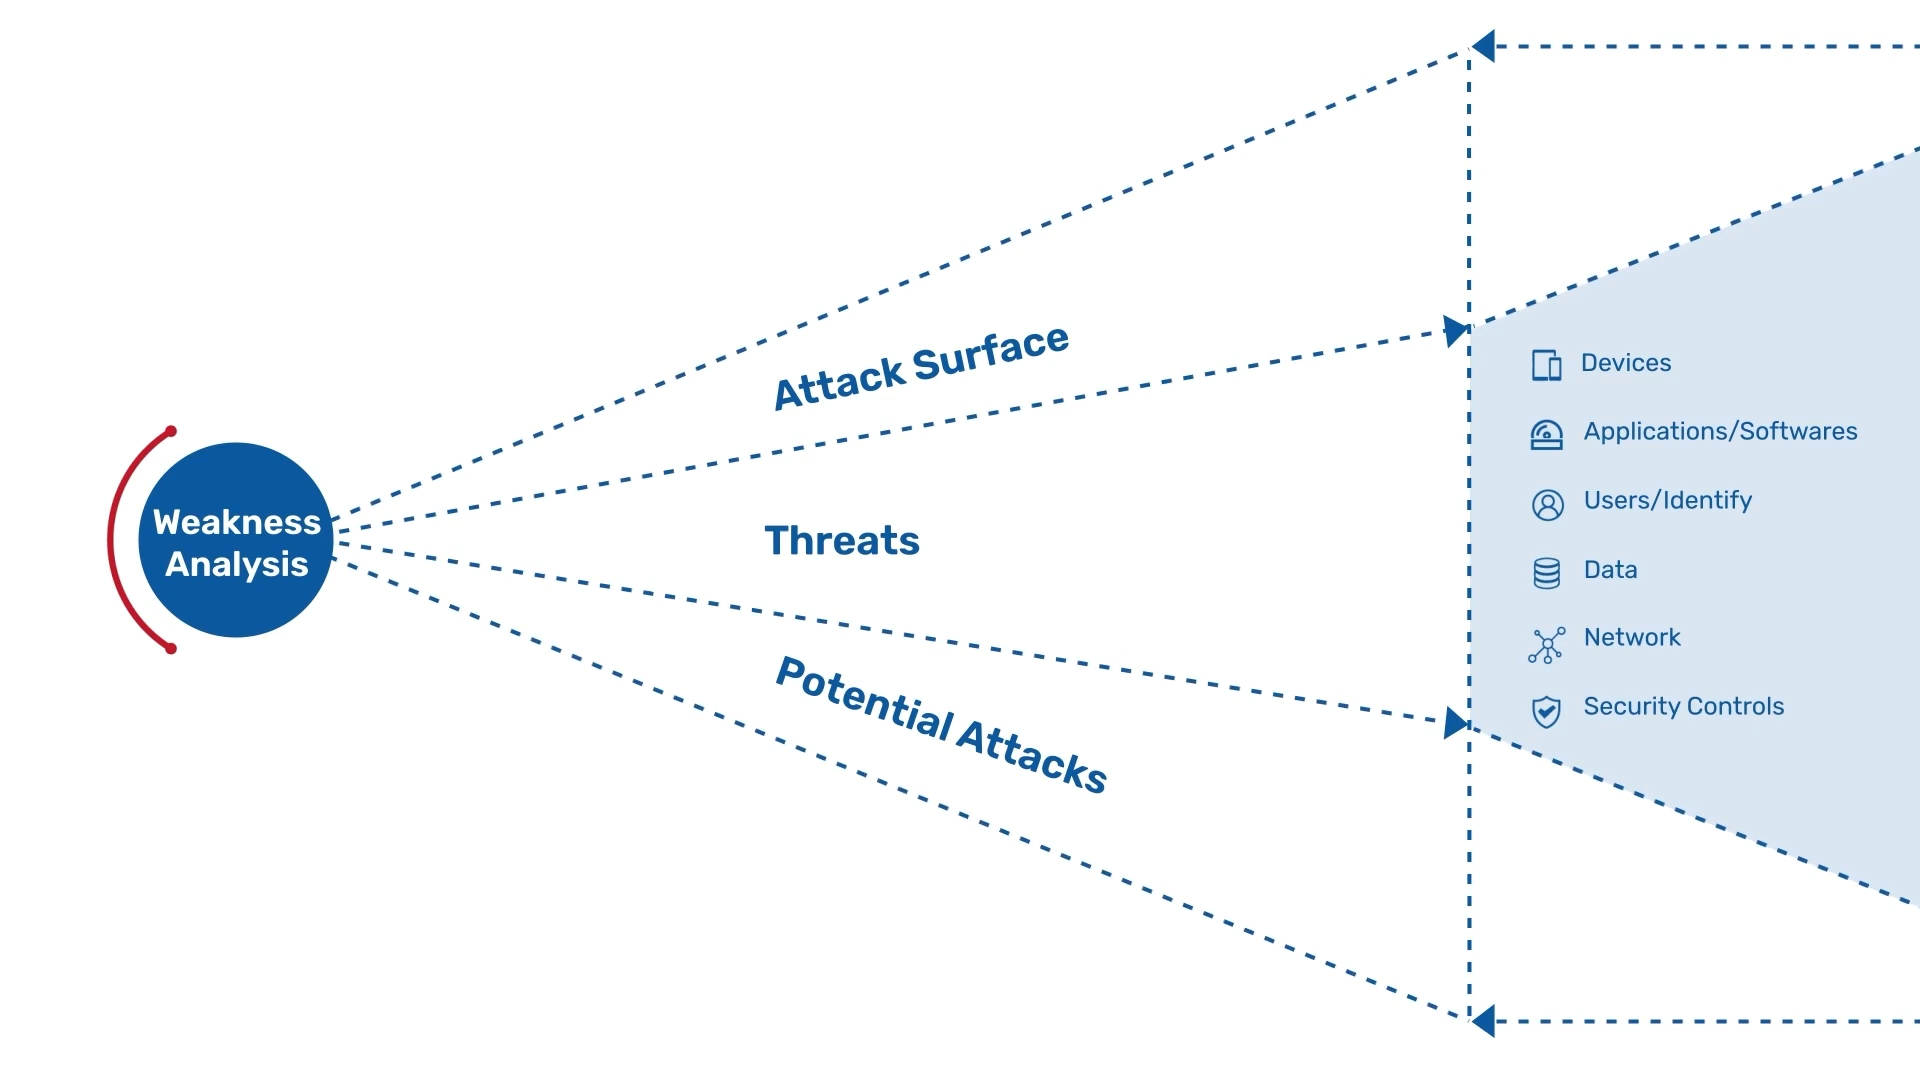 Weakness
Analysis
Attack Surface
Threats
Potential Attacks
Devices
Applications/Softwares
Users/Identify
Data
Network
Security Controls